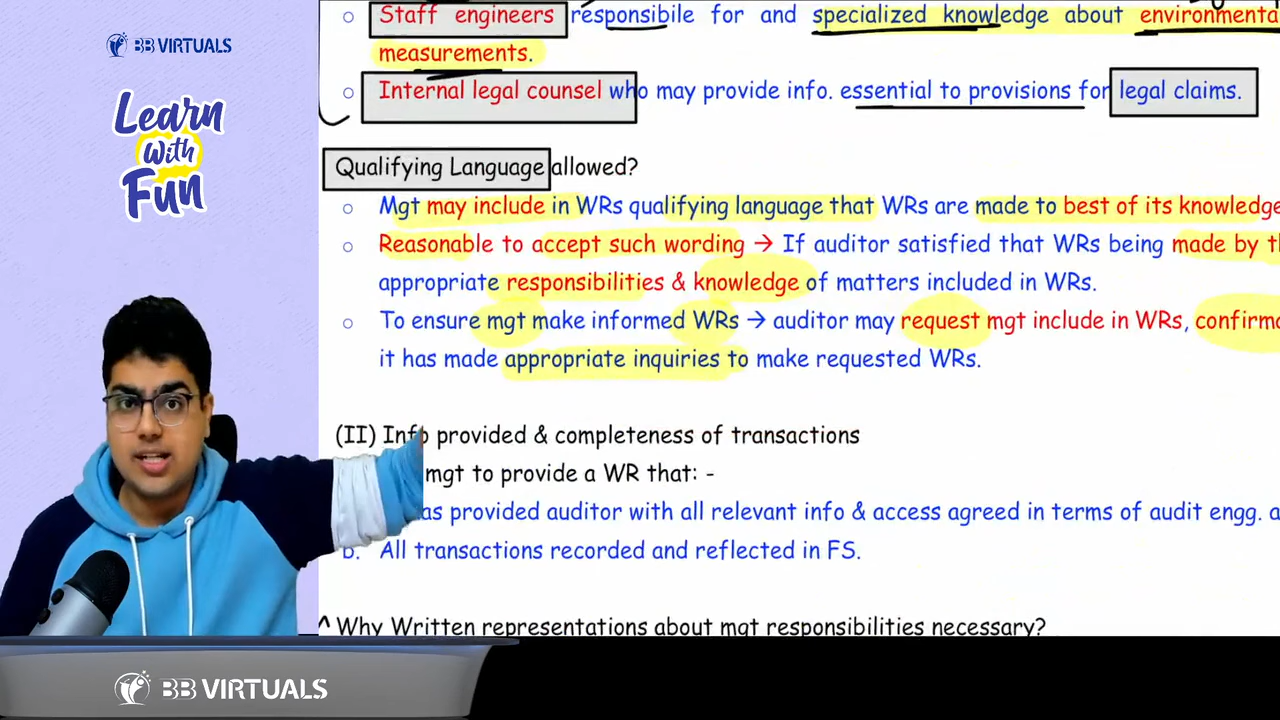 BB VIRTUALS
Learn
With
Fun
Staff engineers responsibile for and specialized knowledge about
measurements.
Internal legal counsel who may provide info. essential to provisions for legal claims.
Qualifying Language allowed?
Mgt may include in WRs qualifying language that WRs are made to best of its knowledge
Reasonable to accept such wording → If auditor satisfied that WRs being made by
appropriate responsibilities & knowledge of matters included in WRs.
To ensure mgt make informed WRs → auditor may request mgt include in WRs,
it has made appropriate inquiries to make requested WRs.
(II) Info provided & completeness of transactions
mgt to provide a WR that: -
provided auditor with all relevant info & access agreed in terms of audit engg.
b. All transactions recorded and reflected in FS.
Why Written representations about mgt responsibilities necessary?
BB VIRTUALS